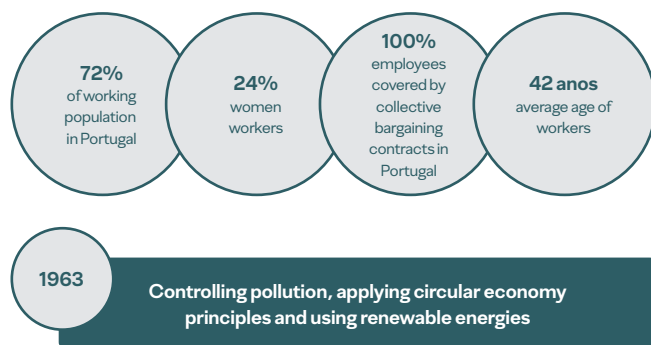 72%
of working
population
in Portugal
24%
women
workers
100%
employees
covered by
collective
bargaining
contracts in
Portugal
42 anos
average age of
workers
1963
Controlling pollution, applying circular economy
principles and using renewable energies